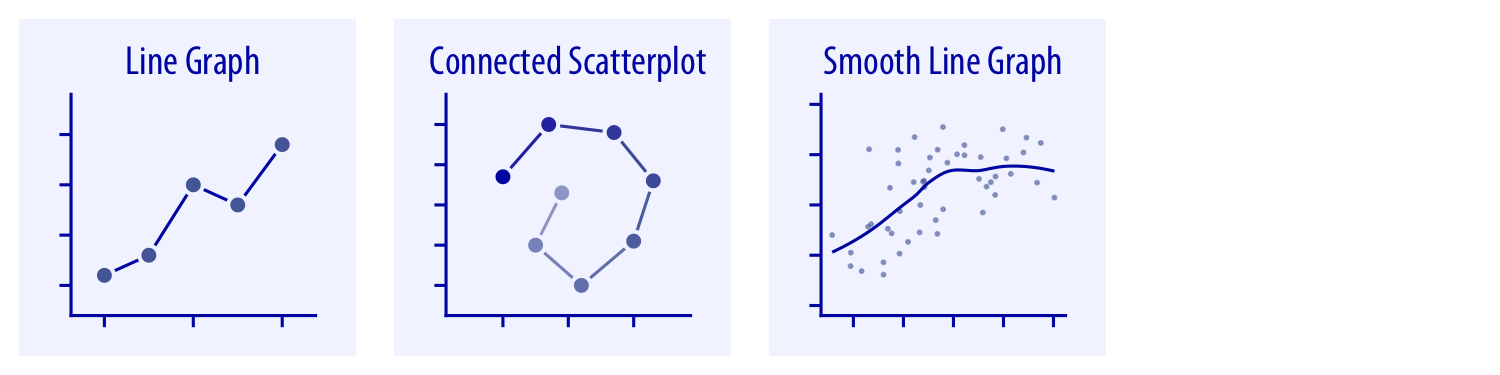 Line Graph
Connected Scatterplot
Smooth Line Graph